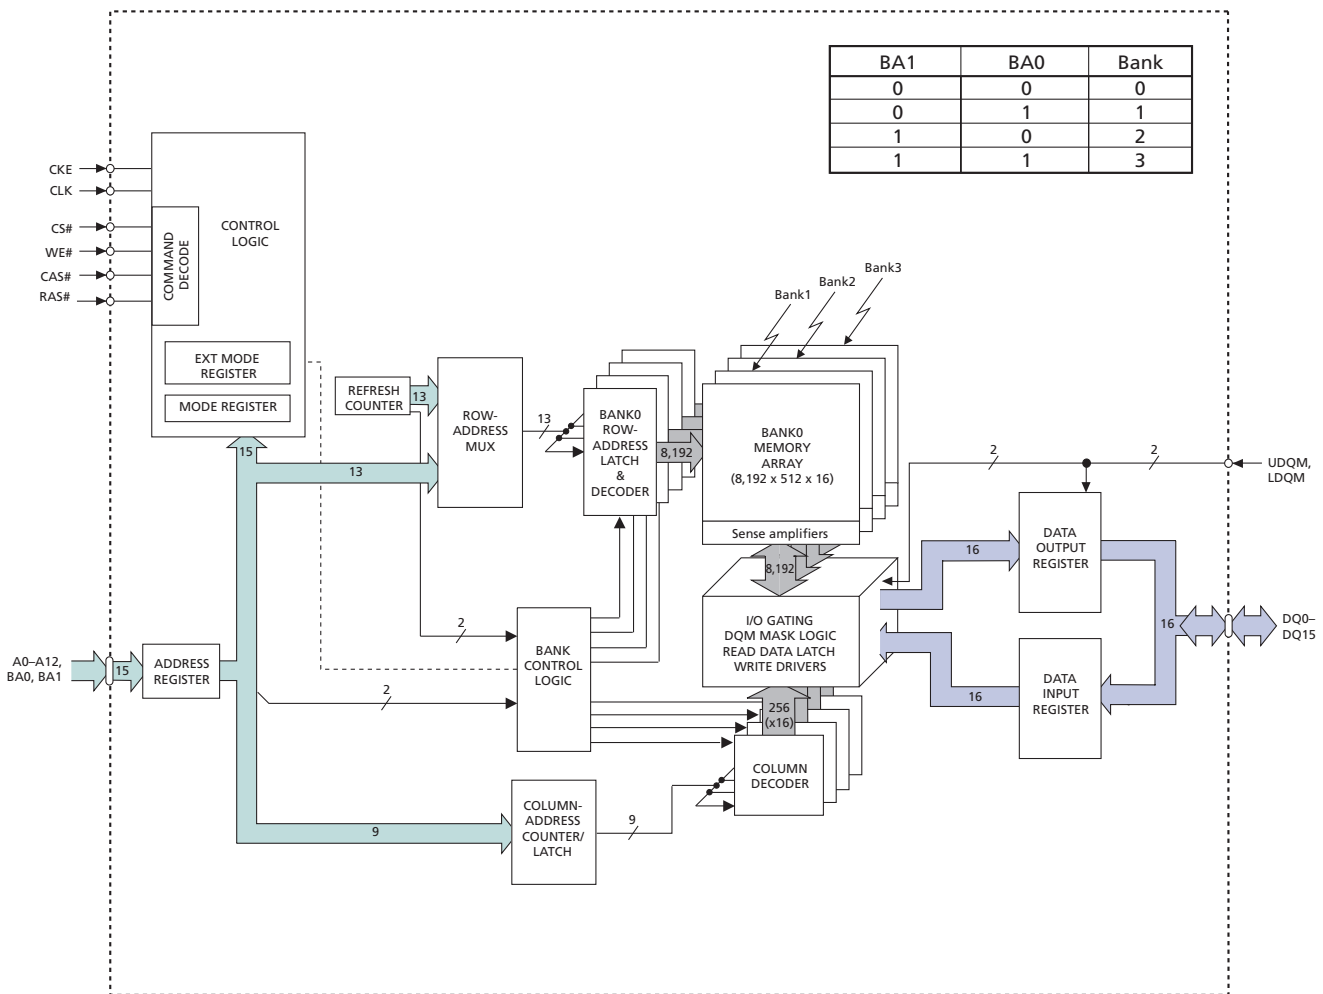 BA1 BA0 Bank
0 0 0
0 1 1
1 0 2
1 1 3
CKE
CLK
CS#
WE#
CAS#
RAS#
COMMAND
DECODE
CONTROL
LOGIC
EXT MODE
REGISTER
MODE REGISTER
Bank1
Bank2
Bank3
REFRESH
COUNTER
13
ROW-
ADDRESS
MUX
13
BANK0
ROW-
ADDRESS
LATCH
&
DECODER
8,192
BANK0
MEMORY
ARRAY
(8,192 x 512 x 16)
Sense amplifiers
8,192
15
13
2
2
UDQM,
LDQM
DATA
OUTPUT
REGISTER
16
I/O GATING
DQM MASK LOGIC
READ DATA LATCH
WRITE DRIVERS
16
DQ0–
DQ15
A0–A12,
BA0, BA1
15
ADDRESS
REGISTER
2
2
BANK
CONTROL
LOGIC
16
DATA
INPUT
REGISTER
256
(x16)
COLUMN
DECODER
9
COLUMN-
ADDRESS
COUNTER/
LATCH
9